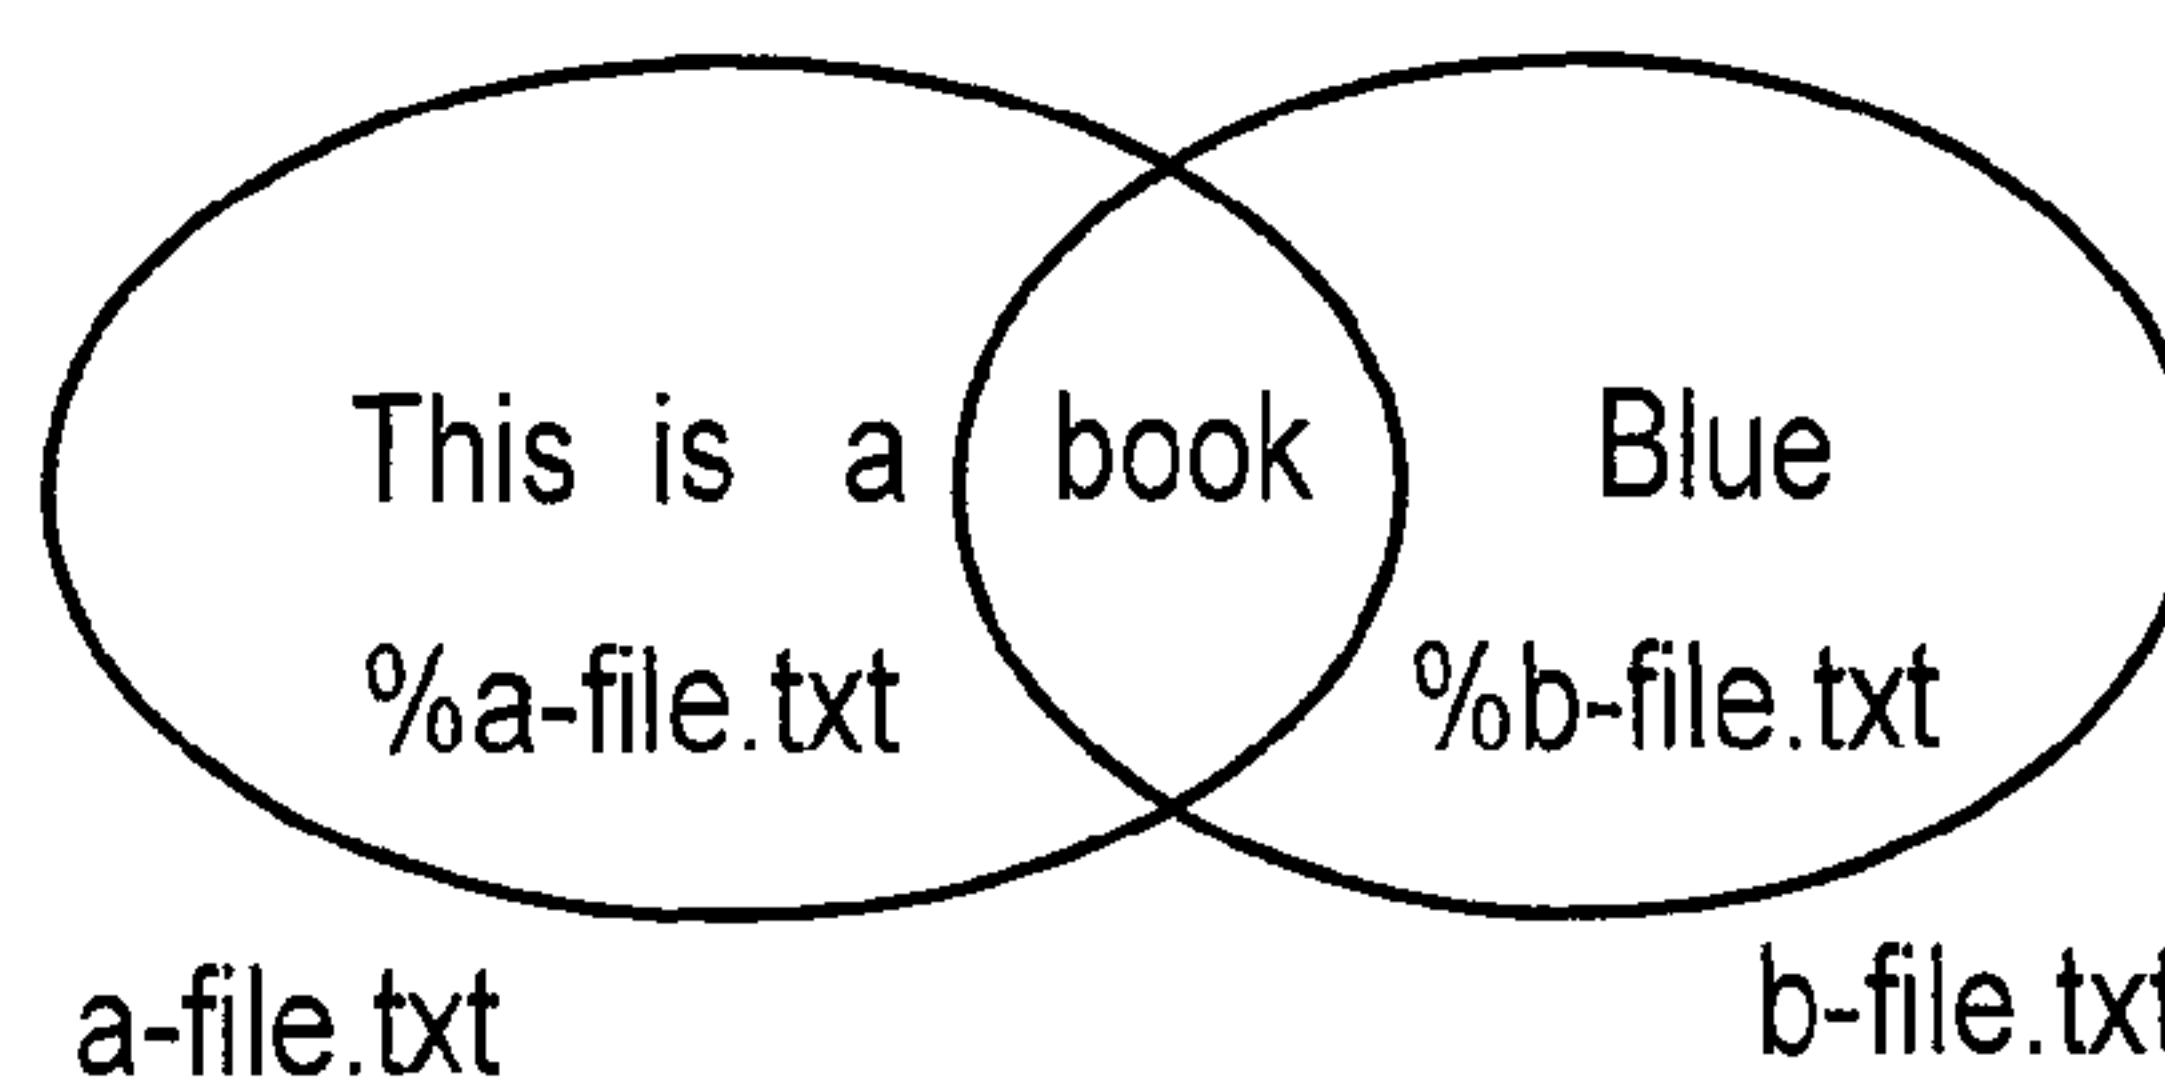 This is a book Blue
%a-file.txt %b-file.txt
a-file.txt b-file.txt